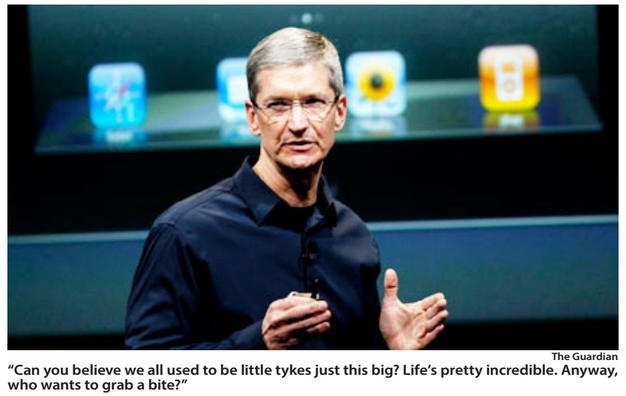 The Guardian
“Can you believe we all used to be little tykes just this big? Life’s pretty incredible. Anyway,
who wants to grab a bite?”